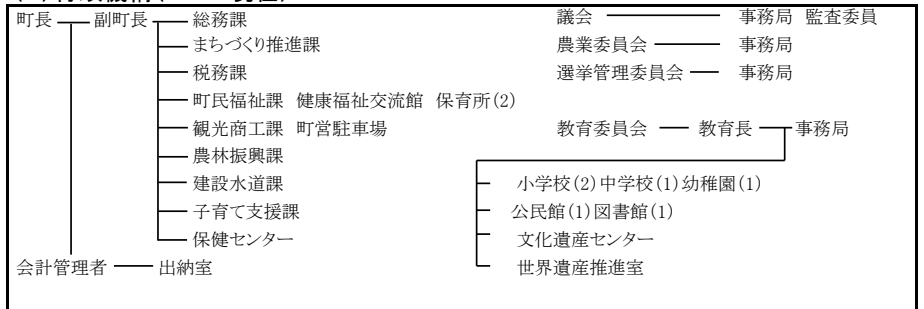 町長 副町長 総務課 議会 事務局 監査委員
まちづくり推進課 農業委員会 事務局
税務課 選挙管理委員会 事務局
町民福祉課 健康福祉交流館 保育所(2)
観光商工課 町営駐車場 教育委員会 教育長 事務局
農林振興課
建設水道課 小学校(2)中学校(1)幼稚園(1)
子育て支援課 公民館(1)図書館(1)
保健センター 文化遺産センター
会計管理者 出納室 世界遺産推進室